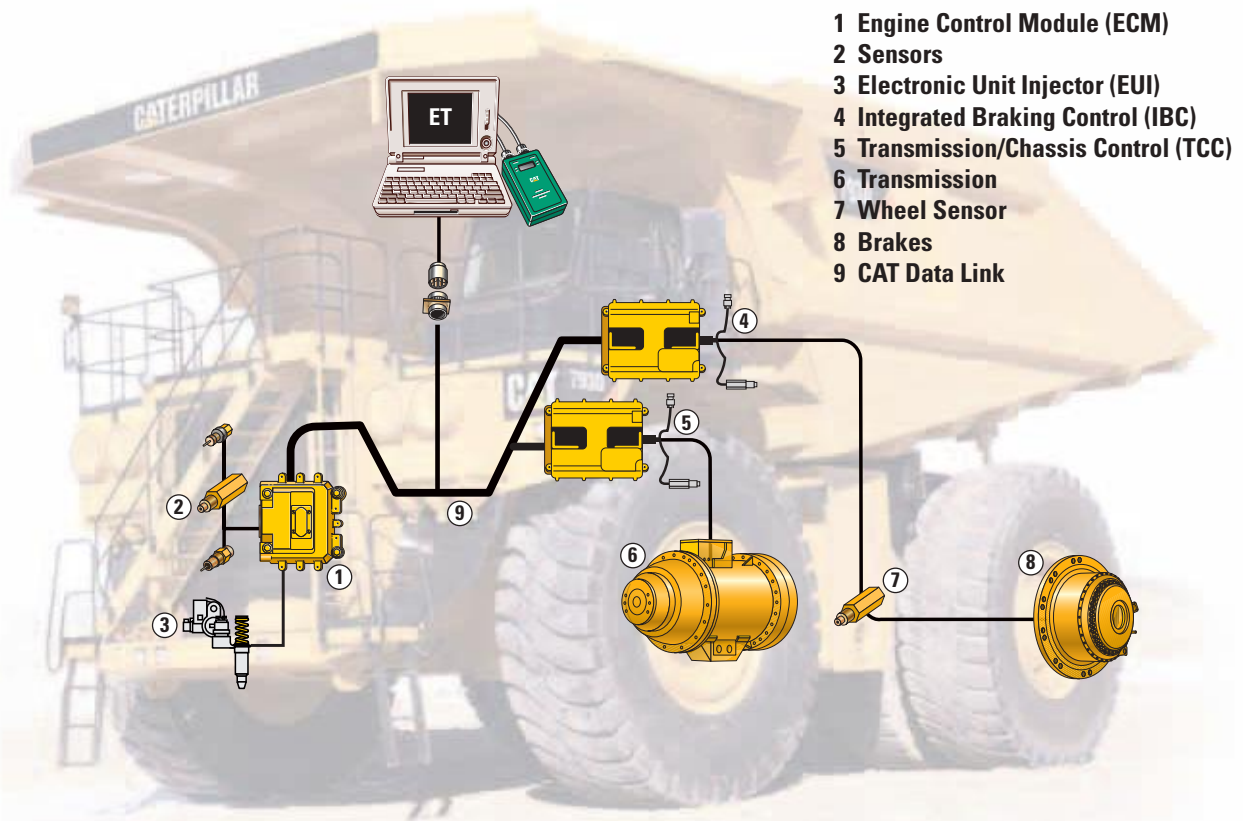 1 Engine Control Module (ECM)
2 Sensors
3 Electronic Unit Injector (EUI)
4 Integrated Braking Control (IBC)
5 Transmission/Chassis Control (TCC)
6 Transmission
7 Wheel Sensor
8 Brakes
9 CAT Data Link
CATERPILLAR
ET
CAT
4
CAT 793D
5
2
9
1
6
7
8
3